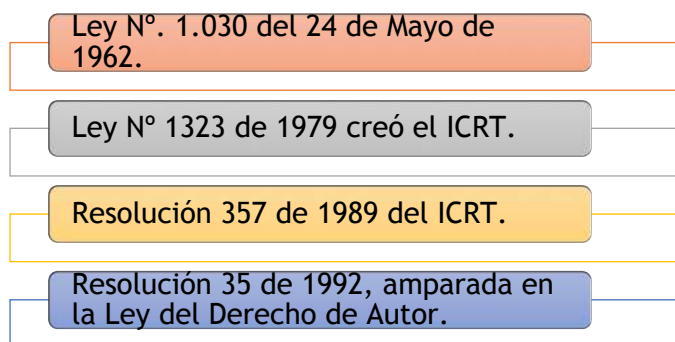 Ley Nº. 1.030 del 24 de Mayo de
1962.
Ley Nº 1323 de 1979 creó el ICRT.
Resolución 357 de 1989 del ICRT.
Resolución 35 de 1992, amparada en
la Ley del Derecho de Autor.